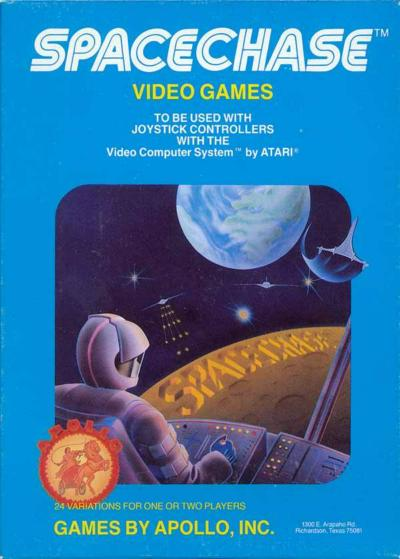 SPACECHASE™
VIDEO GAMES
TO BE USED WITH
JOYSTICK CONTROLLERS
WITH THE
Video Computer System™ by ATARI®
SPACECHASE
APOLLO
24 VARIATIONS FOR ONE OR TWO PLAYERS
GAMES BY APOLLO, INC.
1300 E. Arapaho Rd.
Richardson, Texas 75081